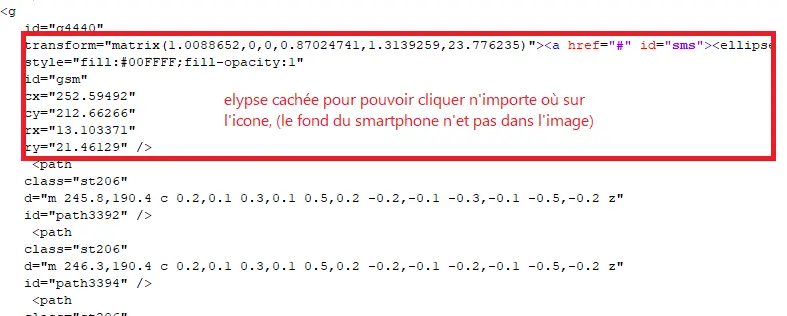 <g
id="g4440"
transform="matrix(1.0088652,0,0,0.87024741,1.3139259,23.776235)"><a href="#" id="sms"><ellipse
style="fill:#00FFFF;fill-opacity:1"
id="gsm"
cx="252.59492"
cy="212.66266"
rx="13.103371"
ry="21.46129" />
elypse cachée pour pouvoir cliquer n'importe où sur
l'icone, (le fond du smartphone n'et pas dans l'image)
<path
class="st206"
d="m 245.8,190.4 c 0.2,0.1 0.3,0.1 0.5,0.2 -0.2,-0.1 -0.3,-0.1 -0.5,-0.2 z"
id="path3392" />
<path
class="st206"
d="m 246.3,190.4 c 0.2,0.1 0.3,0.1 0.5,0.2 -0.2,-0.1 -0.2,-0.1 -0.5,-0.2 z"
id="path3394" />
<path
class="st206"